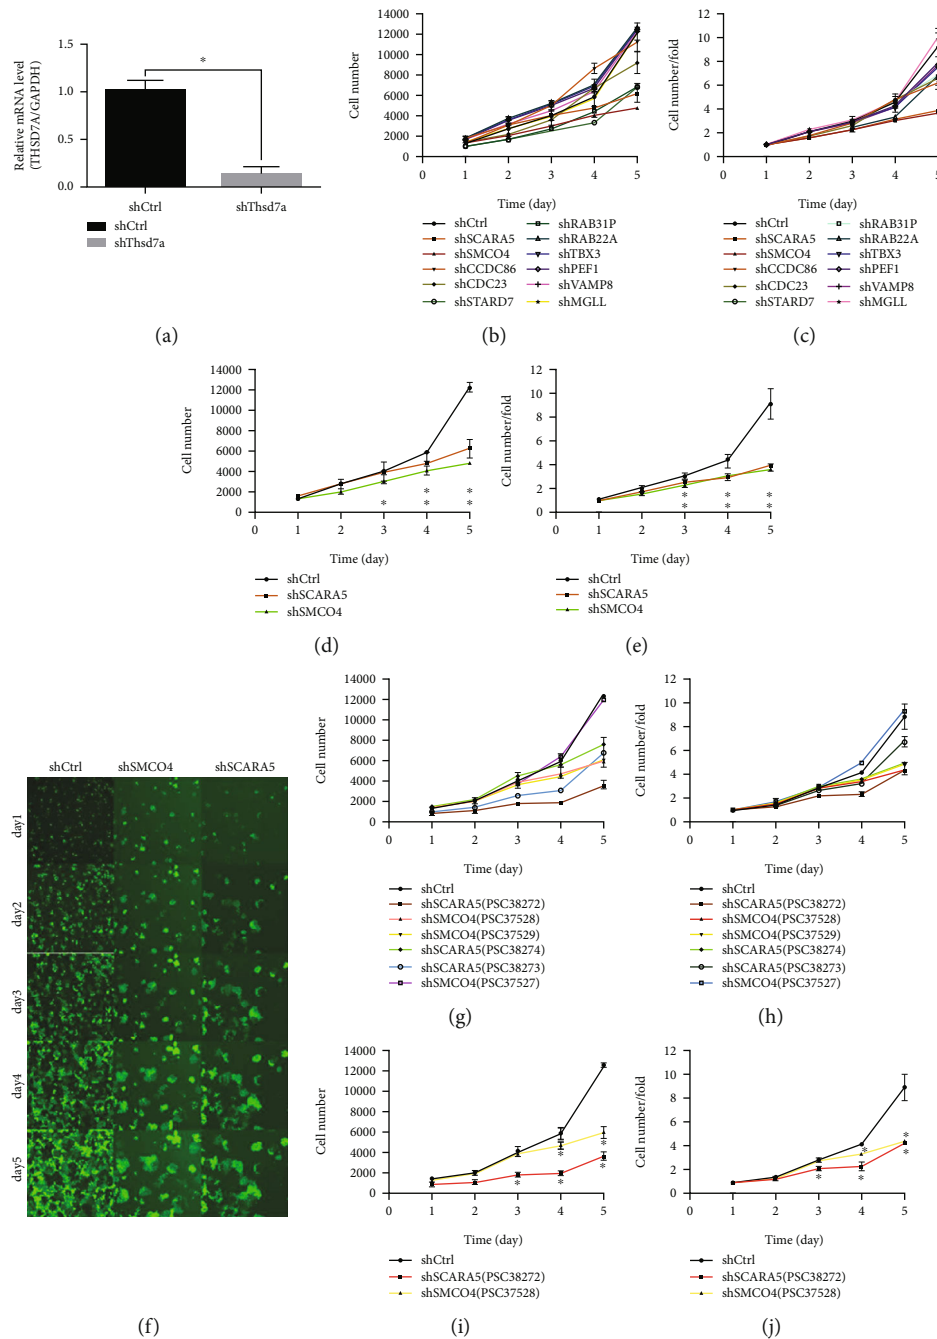 1.5
1.0
0.5
0.0
Relative mRNA level
(THSD7A/GAPDH)
*
shCtrl
shThsd7a
shCtrl
shThsd7a
(a)
14000
12000
10000
8000
6000
4000
2000
0
Cell number
0 1 2 3 4 5
Time (day)
shCtrl
shSCARA5
shSMCO4
shCCDC86
shCDC23
shSTARD7
shRAB31P
shRAB22A
shTBX3
shPEF1
shVAMP8
shMGLL
(b)
12
10
8
6
4
2
0
Cell number/fold
0 1 2 3 4 5
Time (day)
shCtrl
shSCARA5
shSMCO4
shCCDC86
shCDC23
shSTARD7
shRAB31P
shRAB22A
shTBX3
shPEF1
shVAMP8
shMGLL
(c)
14000
12000
10000
8000
6000
4000
2000
0
Cell number
* * * * *
0 1 2 3 4 5
Time (day)
shCtrl
shSCARA5
shSMCO4
(d)
12
10
8
6
4
2
0
Cell number/fold
* * * * * *
0 1 2 3 4 5
Time (day)
shCtrl
shSCARA5
shSMCO4
(e)
shCtrl shSMCO4 shSCARA5
day1
day2
day3
day4
day5
(f)
14000
12000
10000
8000
6000
4000
2000
0
Cell number
0 1 2 3 4 5
Time (day)
shCtrl
shSCARA5(PSC38272)
shSMCO4(PSC37528)
shSMCO4(PSC37529)
shSCARA5(PSC38274)
shSCARA5(PSC38273)
shSMCO4(PSC37527)
(g)
12
10
8
6
4
2
0
Cell number/fold
0 1 2 3 4 5
Time (day)
shCtrl
shSCARA5(PSC38272)
shSMCO4(PSC37528)
shSMCO4(PSC37529)
shSCARA5(PSC38274)
shSCARA5(PSC38273)
shSMCO4(PSC37527)
(h)
14000
12000
10000
8000
6000
4000
2000
0
Cell number
* * * * *
0 1 2 3 4 5
Time (day)
shCtrl
shSCARA5(PSC38272)
shSMCO4(PSC37528)
(i)
12
10
8
6
4
2
0
Cell number/fold
* * * * *
0 1 2 3 4 5
Time (day)
shCtrl
shSCARA5(PSC38272)
shSMCO4(PSC37528)
(j)